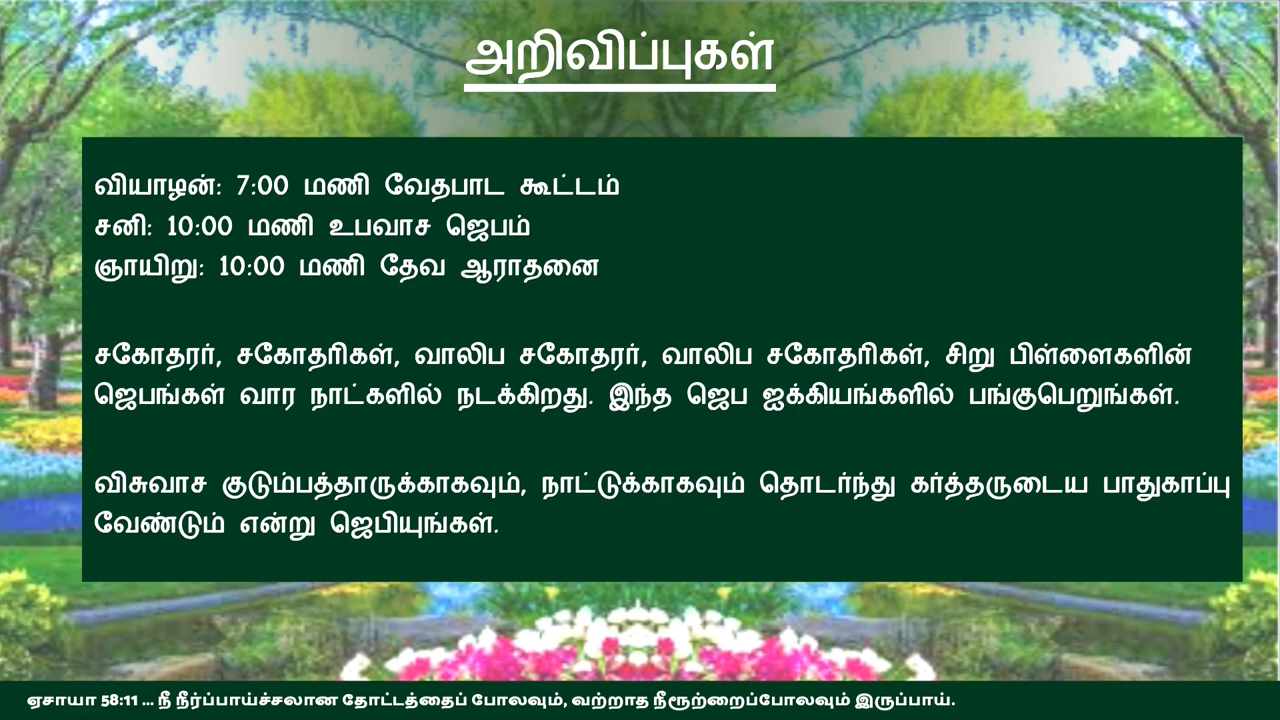 அறிவிப்புகள்
வியாழன்: 7:00 மணி வேதபாட கூட்டம்
சனி: 10:00 மணி உபவாச ஜெபம்
ஞாயிறு: 10:00 மணி தேவ ஆராதனை
சகோதரர், சகோதரிகள், வாலிப சகோதரர், வாலிப சகோதரிகள், சிறு பிள்ளைகளின்
ஜெபங்கள் வார நாட்களில் நடக்கிறது. இந்த ஜெப ஐக்கியங்களில் பங்குபெறுங்கள்.
விசுவாச குடும்பத்தாருக்காகவும், நாட்டுக்காகவும் தொடர்ந்து கர்த்தருடைய பாதுகாப்பு
வேண்டும் என்று ஜெபியுங்கள்.
ஏசாயா 58:11 ... நீ நீர்ப்பாய்ச்சலான தோட்டத்தைப் போலவும், வற்றாத நீரூற்றைப்போலவும் இருப்பாய்.